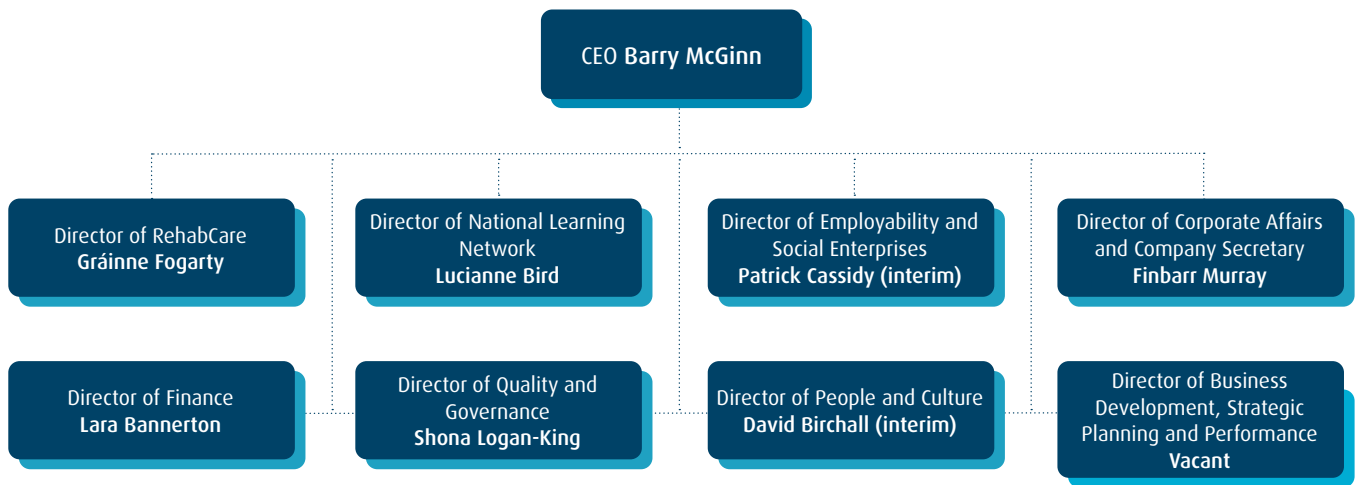 CEO Barry McGinn
Director of RehabCare
Gráinne Fogarty
Director of National Learning
Network
Lucianne Bird
Director of Employability and
Social Enterprises
Patrick Cassidy (interim)
Director of Corporate Affairs
and Company Secretary
Finbarr Murray
Director of Finance
Lara Bannerton
Director of Quality and
Governance
Shona Logan-King
Director of People and Culture
David Birchall (interim)
Director of Business
Development, Strategic
Planning and Performance
Vacant